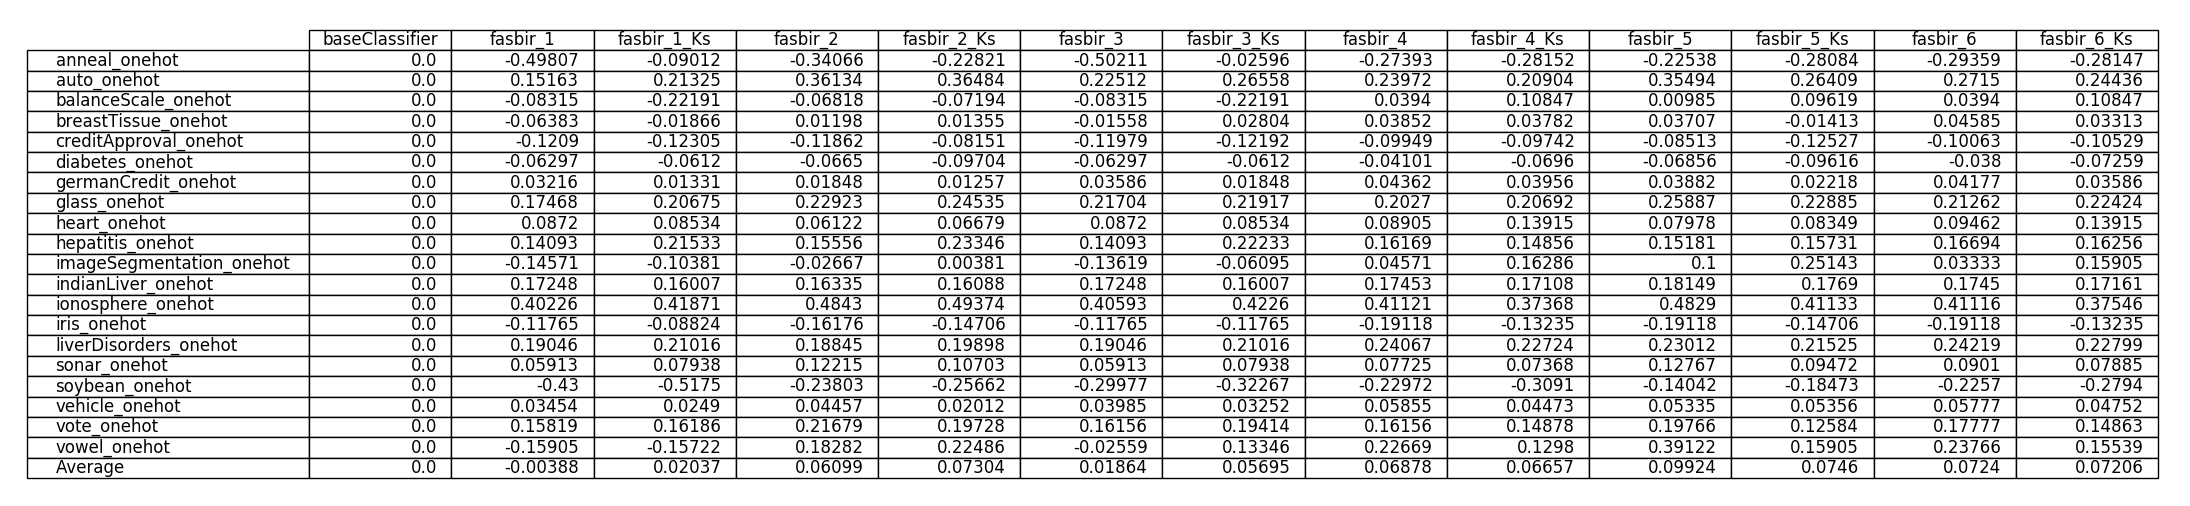 baseClassifier fasbir_1 fasbir_1_Ks fasbir_2 fasbir_2_Ks fasbir_3 fasbir_3_Ks fasbir_4 fasbir_4_Ks fasbir_5 fasbir_5_Ks fasbir_6 fasbir_6_Ks
anneal_onehot 0.0 -0.49807 -0.09012 -0.34066 -0.22821 -0.50211 -0.02596 -0.27393 -0.28152 -0.22538 -0.28084 -0.29359 -0.28147
auto_onehot 0.0 0.15163 0.21325 0.36134 0.36484 0.22512 0.26558 0.23972 0.20904 0.35494 0.26409 0.2715 0.24436
balanceScale_onehot 0.0 -0.08315 -0.22191 -0.06818 -0.07194 -0.08315 -0.22191 0.0394 0.10847 0.00985 0.09619 0.0394 0.10847
breastTissue_onehot 0.0 -0.06383 -0.01866 0.01198 0.01355 -0.01558 0.02804 0.03852 0.03782 0.03707 -0.01413 0.04585 0.03313
creditApproval_onehot 0.0 -0.1209 -0.12305 -0.11862 -0.08151 -0.11979 -0.12192 -0.09949 -0.09742 -0.08513 -0.12527 -0.10063 -0.10529
diabetes_onehot 0.0 -0.06297 -0.0612 -0.0665 -0.09704 -0.06297 -0.0612 -0.04101 -0.0696 -0.06856 -0.09616 -0.038 -0.07259
germanCredit_onehot 0.0 0.03216 0.01331 0.01848 0.01257 0.03586 0.01848 0.04362 0.03956 0.03882 0.02218 0.04177 0.03586
glass_onehot 0.0 0.17468 0.20675 0.22923 0.24535 0.21704 0.21917 0.2027 0.20692 0.25887 0.22885 0.21262 0.22424
heart_onehot 0.0 0.0872 0.08534 0.06122 0.06679 0.0872 0.08534 0.08905 0.13915 0.07978 0.08349 0.09462 0.13915
hepatitis_onehot 0.0 0.14093 0.21533 0.15556 0.23346 0.14093 0.22233 0.16169 0.14856 0.15181 0.15731 0.16694 0.16256
imageSegmentation_onehot 0.0 -0.14571 -0.10381 -0.02667 0.00381 -0.13619 -0.06095 0.04571 0.16286 0.1 0.25143 0.03333 0.15905
indianLiver_onehot 0.0 0.17248 0.16007 0.16335 0.16088 0.17248 0.16007 0.17453 0.17108 0.18149 0.1769 0.1745 0.17161
ionosphere_onehot 0.0 0.40226 0.41871 0.4843 0.49374 0.40593 0.4226 0.41121 0.37368 0.4829 0.41133 0.41116 0.37546
iris_onehot 0.0 -0.11765 -0.08824 -0.16176 -0.14706 -0.11765 -0.11765 -0.19118 -0.13235 -0.19118 -0.14706 -0.19118 -0.13235
liverDisorders_onehot 0.0 0.19046 0.21016 0.18845 0.19898 0.19046 0.21016 0.24067 0.22724 0.23012 0.21525 0.24219 0.22799
sonar_onehot 0.0 0.05913 0.07938 0.12215 0.10703 0.05913 0.07938 0.07725 0.07368 0.12767 0.09472 0.0901 0.07885
soybean_onehot 0.0 -0.43 -0.5175 -0.23803 -0.25662 -0.29977 -0.32267 -0.22972 -0.3091 -0.14042 -0.18473 -0.2257 -0.2794
vehicle_onehot 0.0 0.03454 0.0249 0.04457 0.02012 0.03985 0.03252 0.05855 0.04473 0.05335 0.05356 0.05777 0.04752
vote_onehot 0.0 0.15819 0.16186 0.21679 0.19728 0.16156 0.19414 0.16156 0.14878 0.19766 0.12584 0.17777 0.14863
vowel_onehot 0.0 -0.15905 -0.15722 0.18282 0.22486 -0.02559 0.13346 0.22669 0.1298 0.39122 0.15905 0.23766 0.15539
Average 0.0 -0.00388 0.02037 0.06099 0.07304 0.01864 0.05695 0.06878 0.06657 0.09924 0.0746 0.0724 0.07206